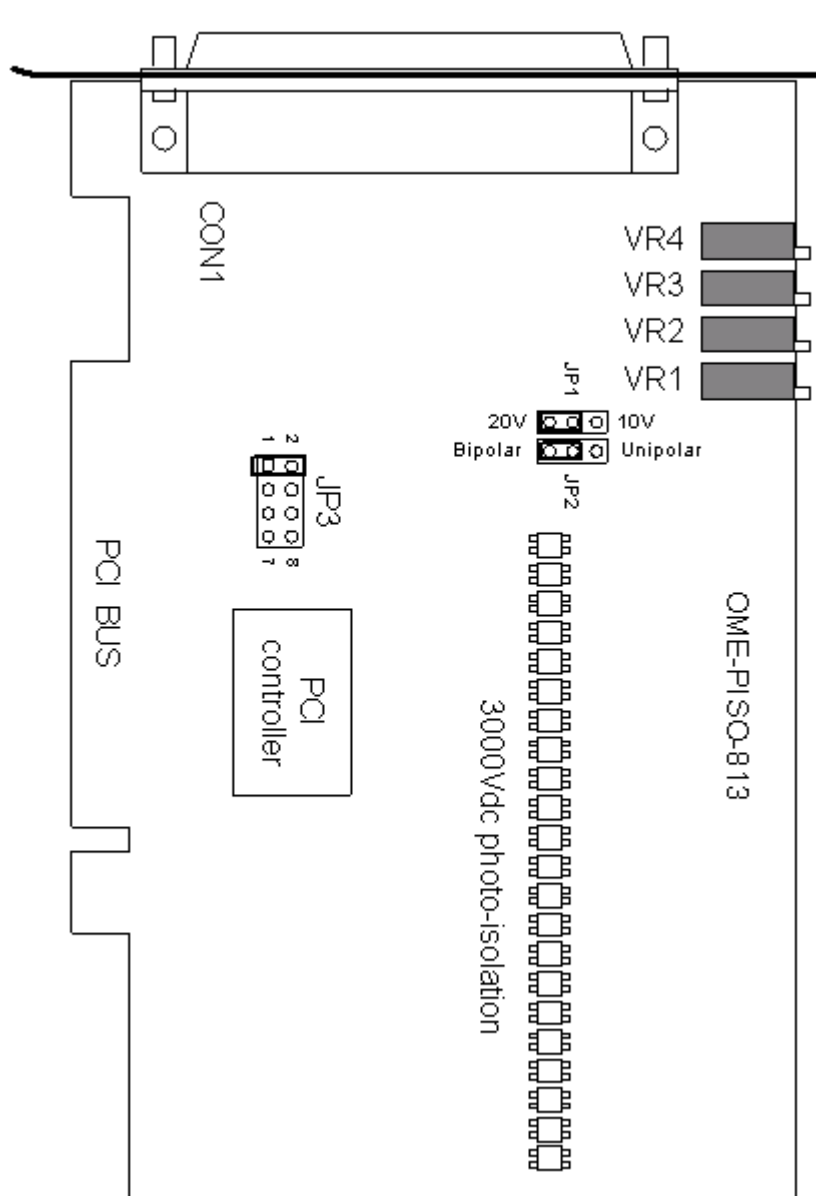 CON1
VR4
VR3
VR2
VR1
JP1
20V 10V
Bipolar Unipolar
JP2
1 2
JP3
7 8
PCI BUS
PCI
controller
3000Vdc photo-isolation
OME-PISO-813